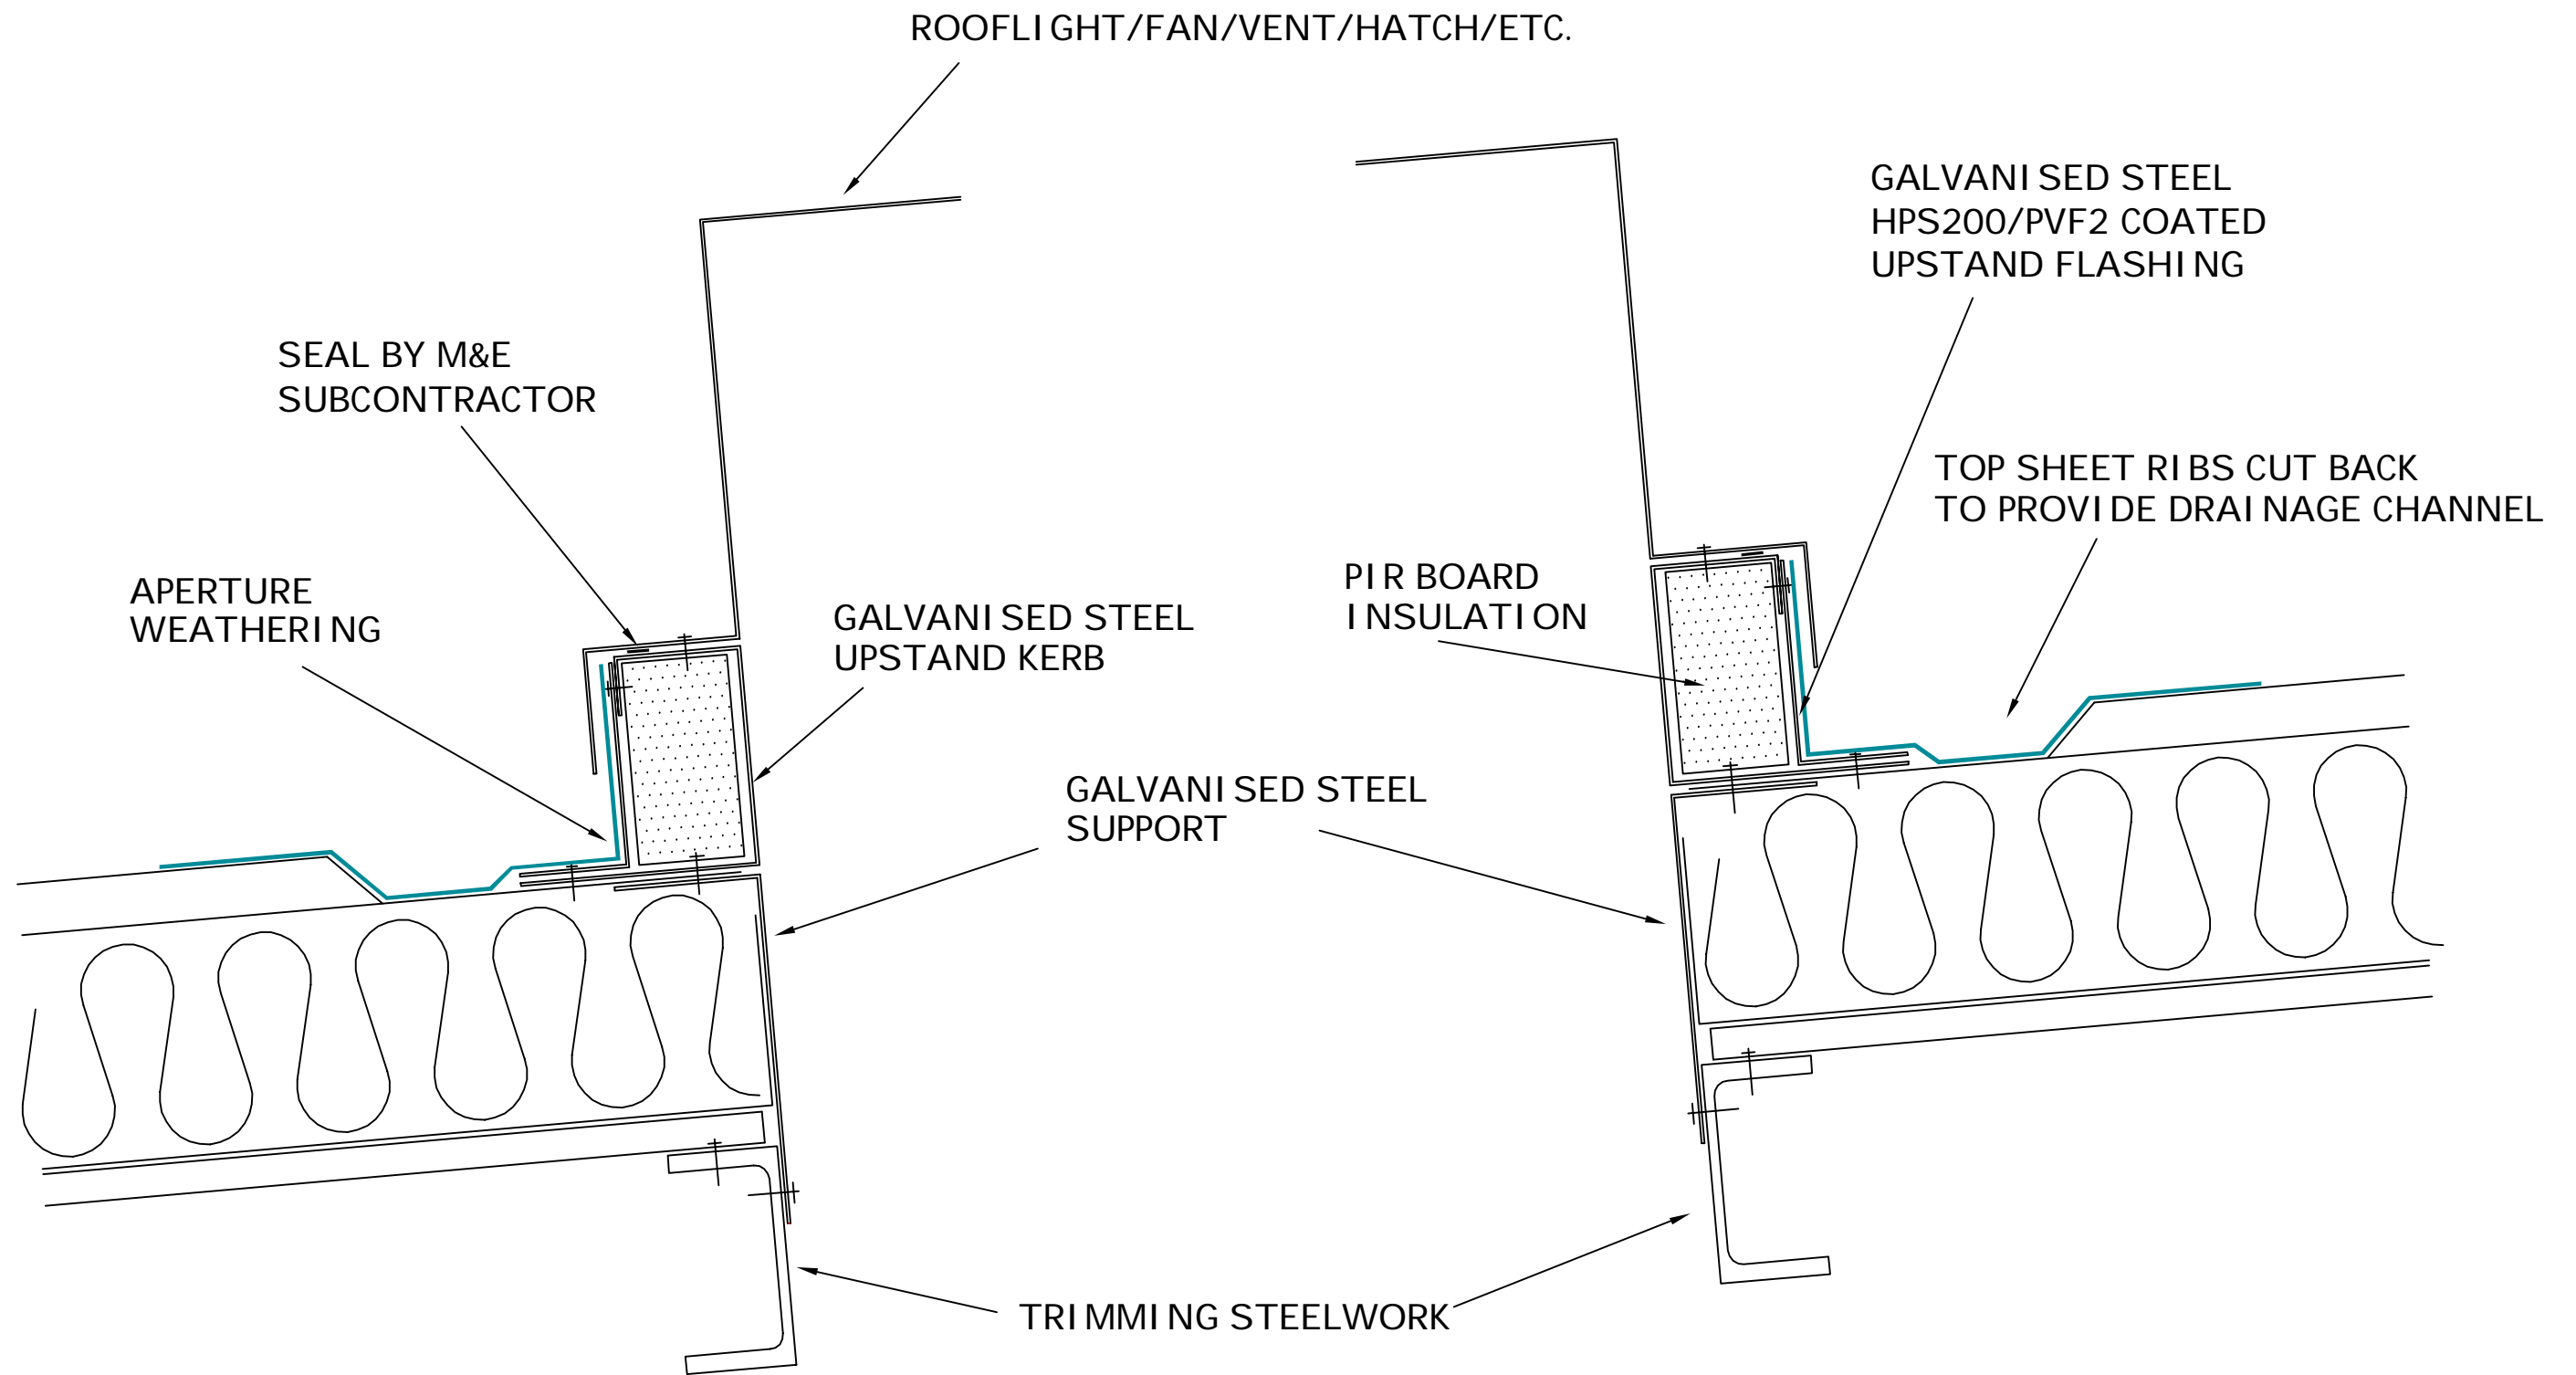 ROOFLIGHT/FAN/VENT/HATCH/ETC.
GALVANISED STEEL
HPS200/PVF2 COATED
UPSTAND FLASHING
SEAL BY M&E
SUBCONTRACTOR
TOP SHEET RIBS CUT BACK
TO PROVIDE DRAINAGE CHANNEL
APERTURE
WEATHERING
GALVANISED STEEL
UPSTAND KERB
PIR BOARD
INSULATION
GALVANISED STEEL
SUPPORT
TRIMMING STEELWORK